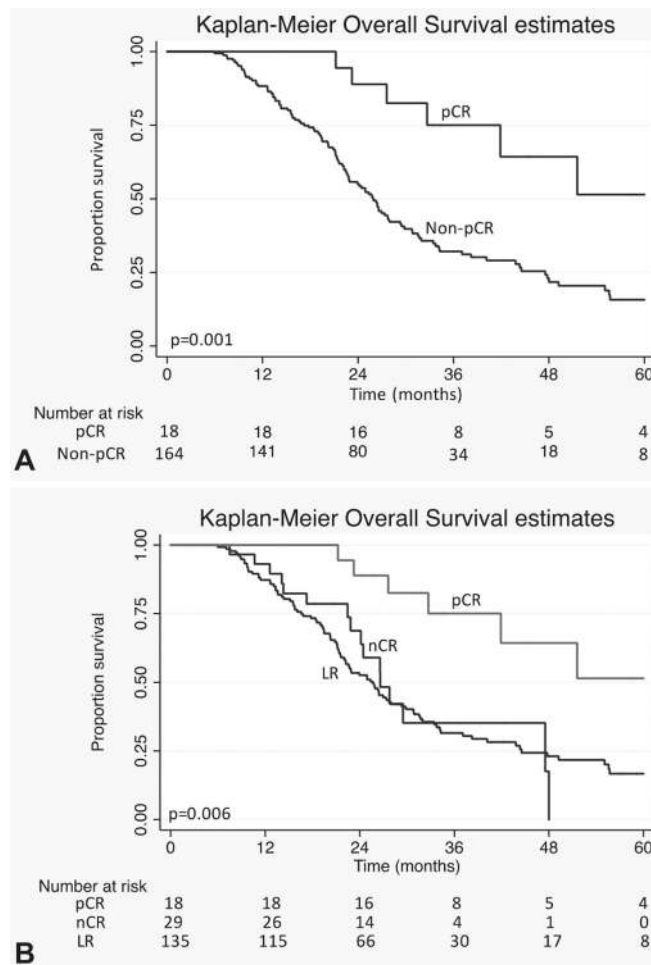 Kaplan-Meier Overall Survival estimates
1.00
0.75
0.50
0.25
0.00
Proportion survival
pCR
Non-pCR
p=0.001
0 12 24 36 48 60
Time (months)
Number at risk
pCR 18 18 16 8 5 4
Non-pCR 164 141 80 34 18 8
A
Kaplan-Meier Overall Survival estimates
1.00
0.75
0.50
0.25
0.00
Proportion survival
pCR
nCR
LR
p=0.006
0 12 24 36 48 60
Time (months)
Number at risk
pCR 18 18 16 8 5 4
nCR 29 26 14 4 1 0
LR 135 115 66 30 17 8
B